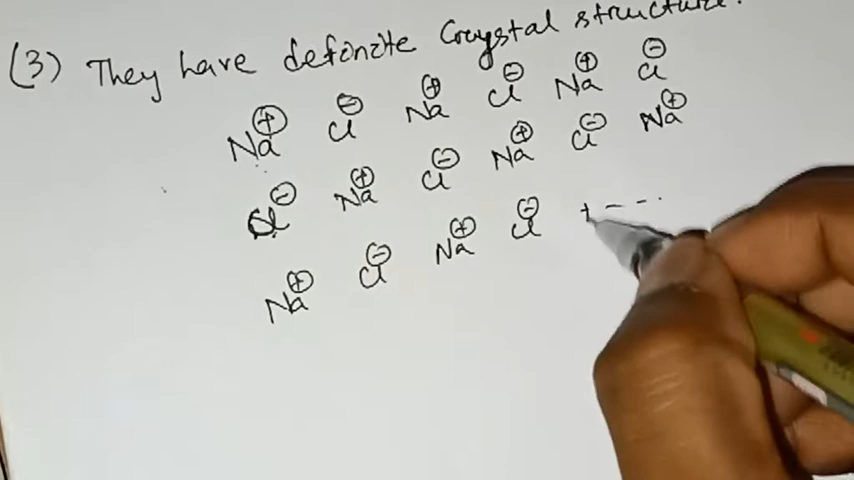 (3) They have definite Crystal structure.
Na⊕ Cl⊖ Na⊕ Cl⊖ Na⊕ Cl⊖
Cl⊖ Na⊕ Cl⊖ Na⊕ Cl⊖ Na⊕
Na⊕ Cl⊖ Na⊕ Cl⊖ + - - .